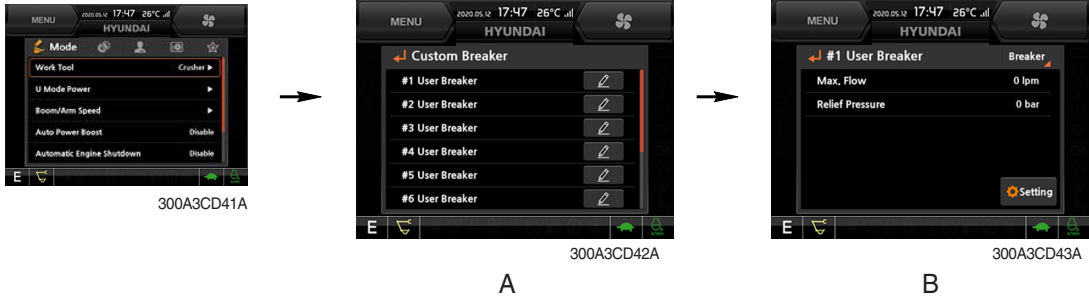 MENU 2020.05.12 17:47 26°C
HYUNDAI
Mode
Work Tool Crusher ▶
U Mode Power ▶
Boom/Arm Speed ▶
Auto Power Boost Disable
Automatic Engine Shutdown Disable
E
300A3CD41A
MENU 2020.05.12 17:47 26°C
HYUNDAI
Custom Breaker
#1 User Breaker
#2 User Breaker
#3 User Breaker
#4 User Breaker
#5 User Breaker
#6 User Breaker
E
300A3CD42A
A
MENU 2020.05.12 17:47 26°C
HYUNDAI
#1 User Breaker Breaker
Max. Flow 0 lpm
Relief Pressure 0 bar
Setting
E
300A3CD43A
B